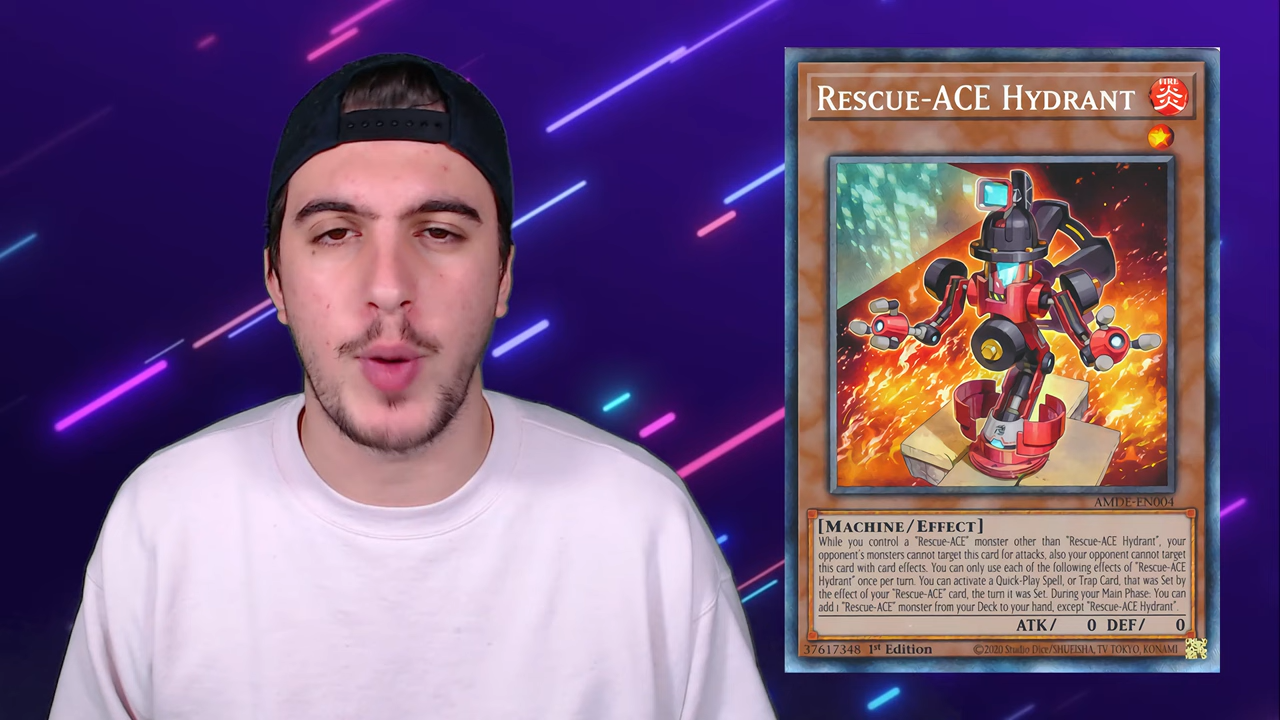 RESCUE-ACE HYDRANT
FIRE
炎
AMDE-EN004
[MACHINE/EFFECT]
While you control a "Rescue-ACE" monster other than "Rescue-ACE Hydrant", your
opponent's monsters cannot target this card for attacks, also your opponent cannot target
this card with card effects. You can only use each of the following effects of "Rescue-ACE
Hydrant" once per turn. You can activate a Quick-Play Spell, or Trap Card, that was Set by
the effect of your "Rescue-ACE" card, the turn it was Set. During your Main Phase: You can
add 1 "Rescue-ACE" monster from your Deck to your hand, except "Rescue-ACE Hydrant".
ATK/ 0 DEF/ 0
37617348 1st Edition ©2020 Studio Dice/SHUEISHA, TV TOKYO, KONAMI